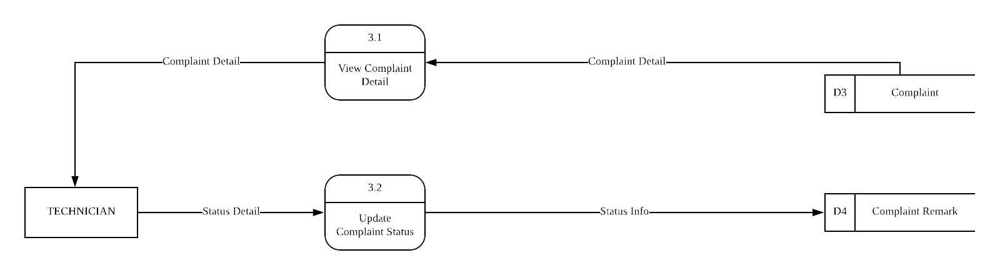 3.1
Complaint Detail
Complaint Detail
View Complaint
Detail
D3
Complaint
3.2
TECHNICIAN
Status Detail
Update
Complaint Status
Status Info
D4
Complaint Remark